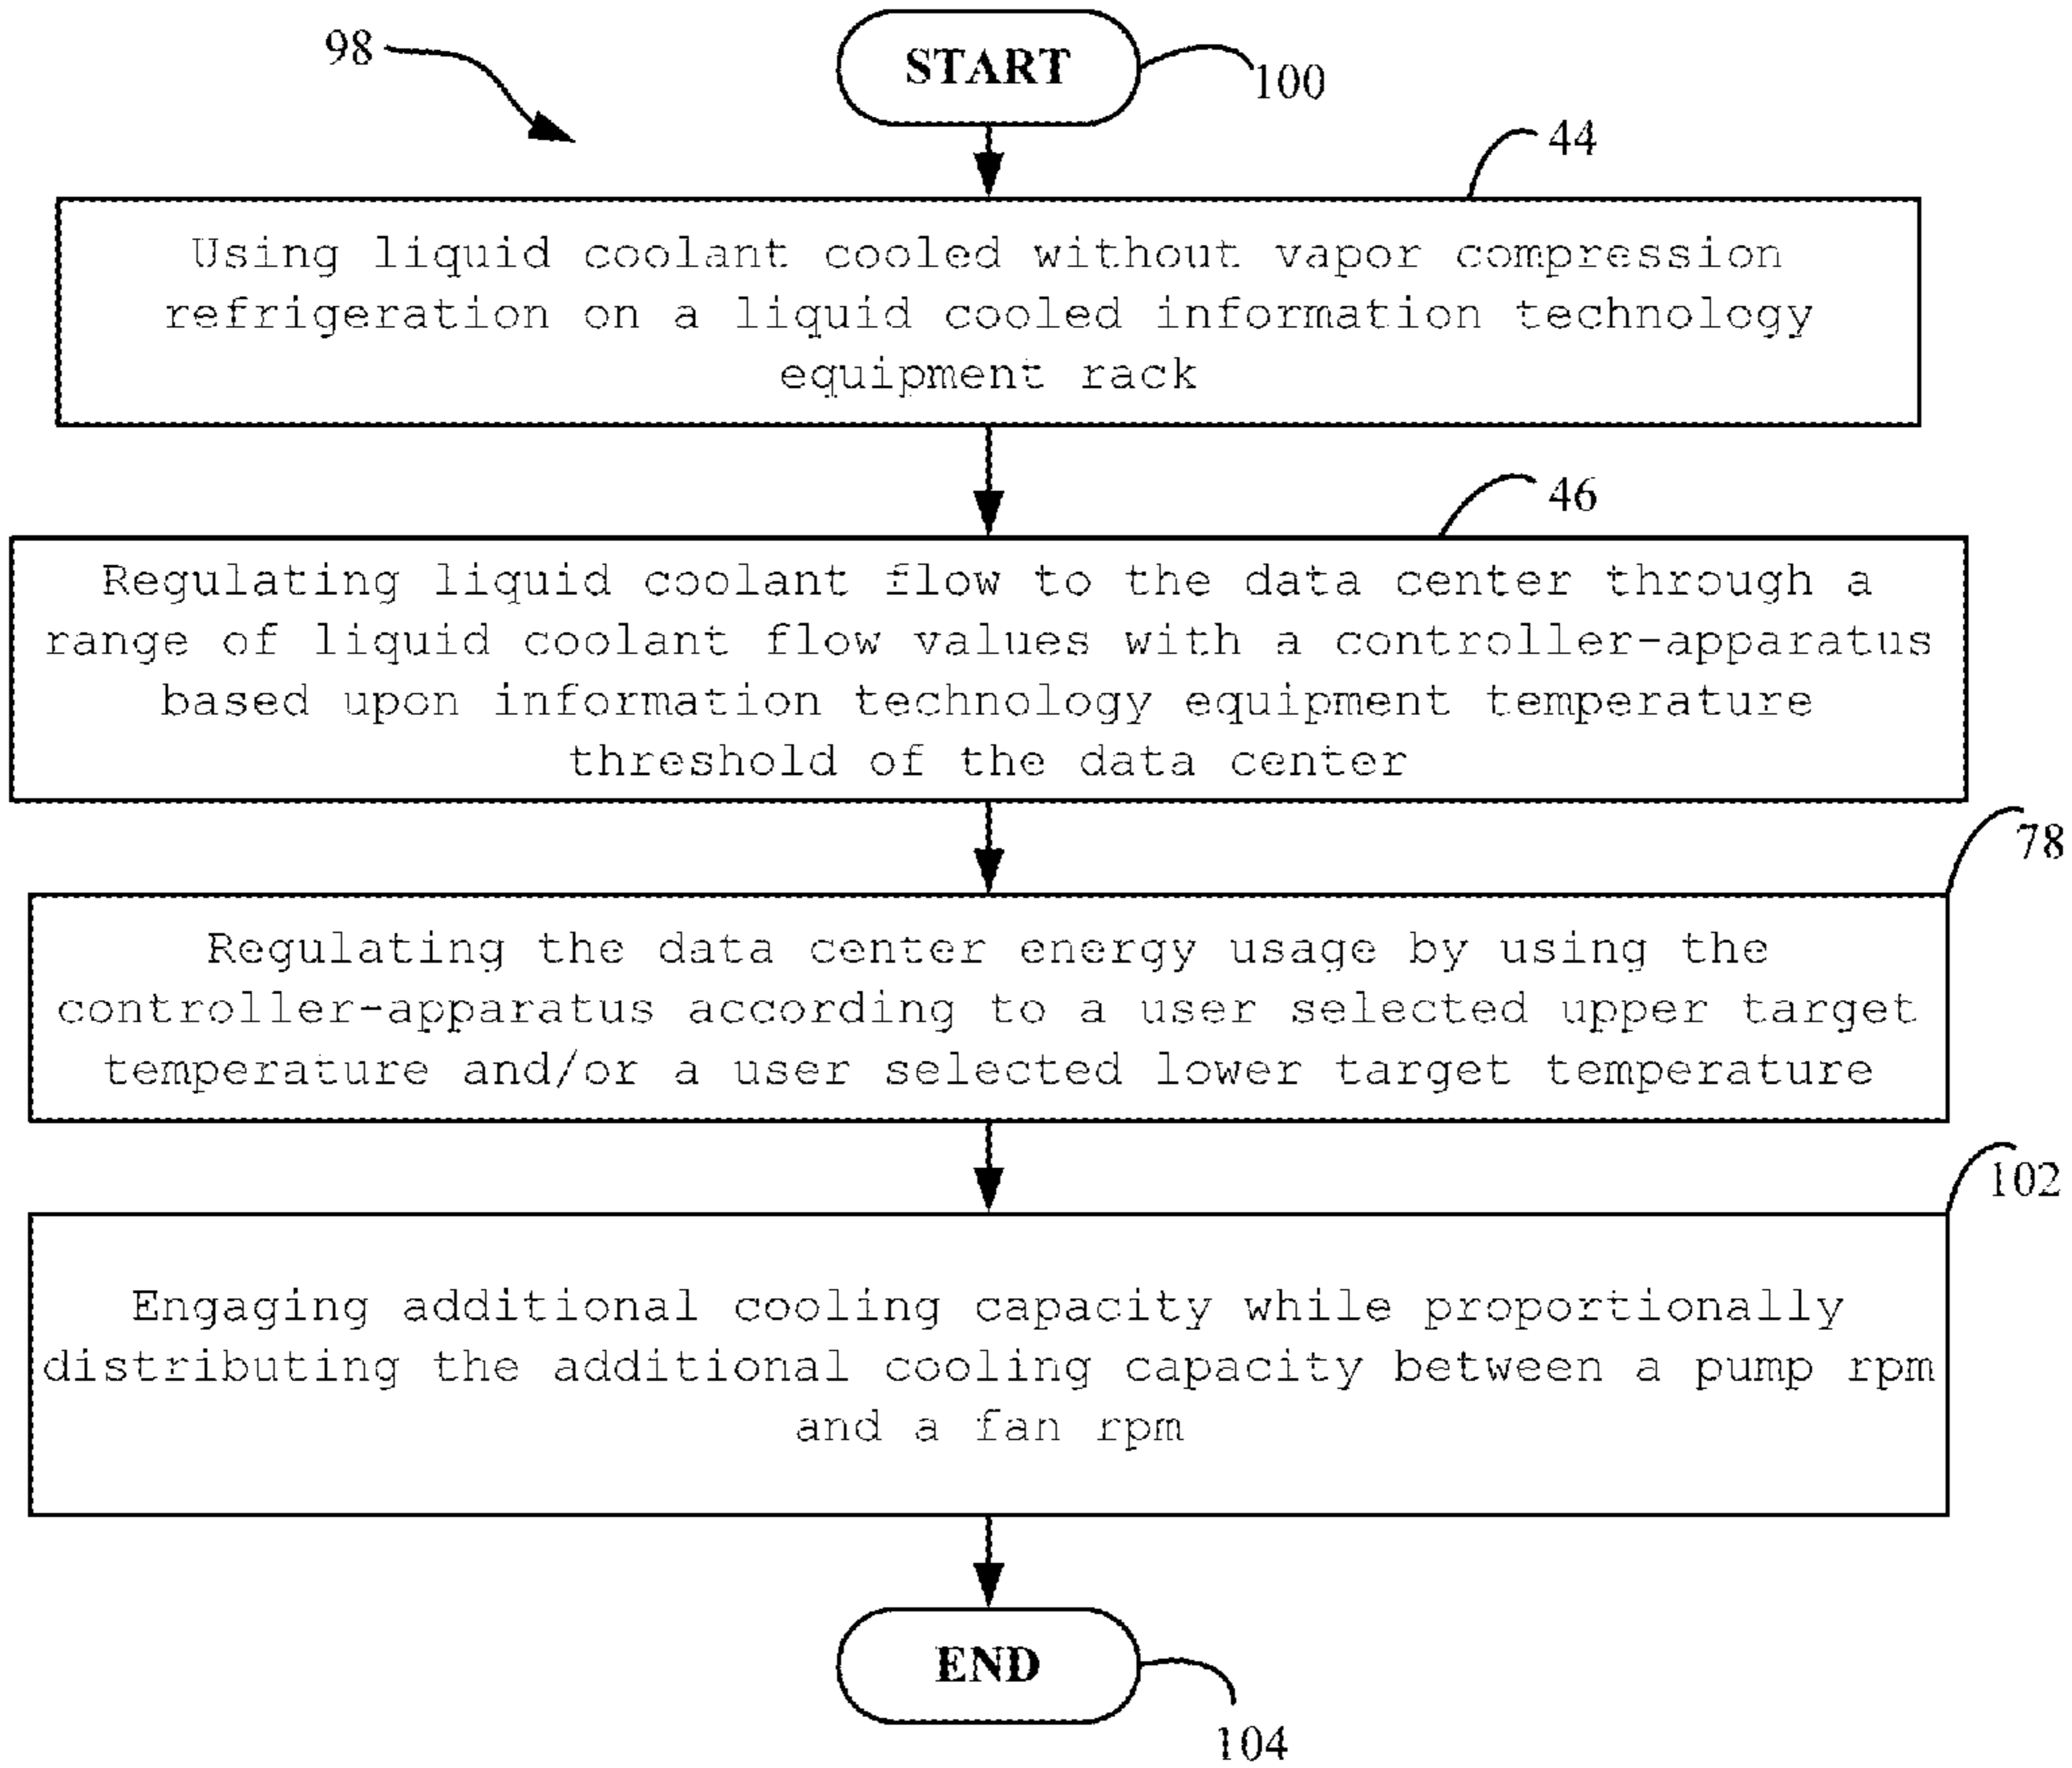 98
START
100
44
Using liquid coolant cooled without vapor compression
refrigeration on a liquid cooled information technology
equipment rack
46
Regulating liquid coolant flow to the data center through a
range of liquid coolant flow values with a controller-apparatus
based upon information technology equipment temperature
threshold of the data center
78
Regulating the data center energy usage by using the
controller-apparatus according to a user selected upper target
temperature and/or a user selected lower target temperature
102
Engaging additional cooling capacity while proportionally
distributing the additional cooling capacity between a pump rpm
and a fan rpm
END
104